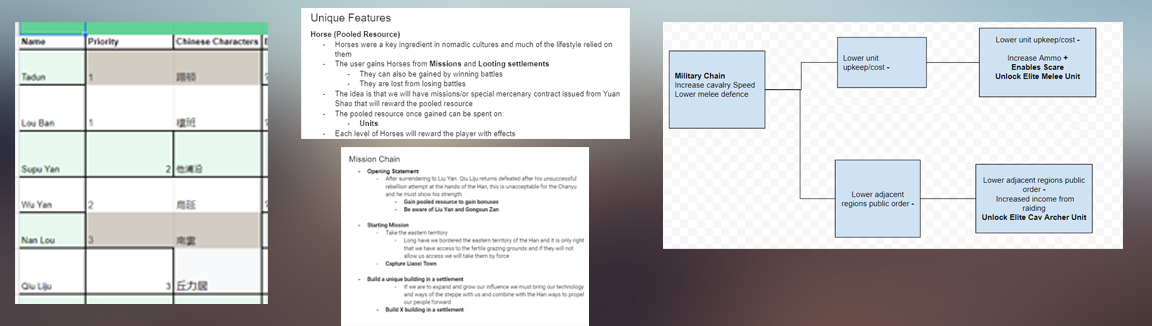 Name Priority Chinese Characters
Tadun 1 蹋頓
Lou Ban 1 樓班
Supu Yan 2
Wu Yan 2 烏延
Nan Lou 3 南樓
Qiu Liju 3 丘力居
Unique Features
Horse (Pooled Resource)
- Horses were a key ingredient in nomadic cultures and much of the lifestyle relied on
them
- The user gains Horses from Missions and Looting settlements
- They can also be gained by winning battles
- They are lost from losing battles
- The idea is that we will have missions/or special mercenary contract issued from Yuan
Shao that will reward the pooled resource
- The pooled resource once gained can be spent on:
- Units
- Each level of Horses will reward the player with effects
Mission Chain
- Opening Statement
- After surrendering to Liu Yan. Qiu Liju returns defeated after his unsuccessful
rebellion attempt at the hands of the Han, this is unacceptable for the Chanyu
and he must show his strength
- Gain pooled resource to gain bonuses
- Be aware of Liu Yan and Gongsun Zan
- Starting Mission
- Take the eastern territory
- Long have we bordered the eastern territory of the Han and it is only right
that we have access to the fertile grazing grounds and if they will not
allow us access we will take them by force
- Capture Liaoxi Town
- Build a unique building in a settlement
- If we are to expand and grow our influence we must bring our technology
and ways of the steppe with us and combine with the Han ways to propel
our people forward
- Build X building in a settlement
Military Chain
Increase cavalry Speed
Lower melee defence
Lower unit
upkeep/cost -
Lower unit upkeep/cost -
Increase Ammo +
Enables Scare
Unlock Elite Melee Unit
Lower adjacent
regions public order -
Lower adjacent regions public
order -
Increased income from
raiding
Unlock Elite Cav Archer Unit